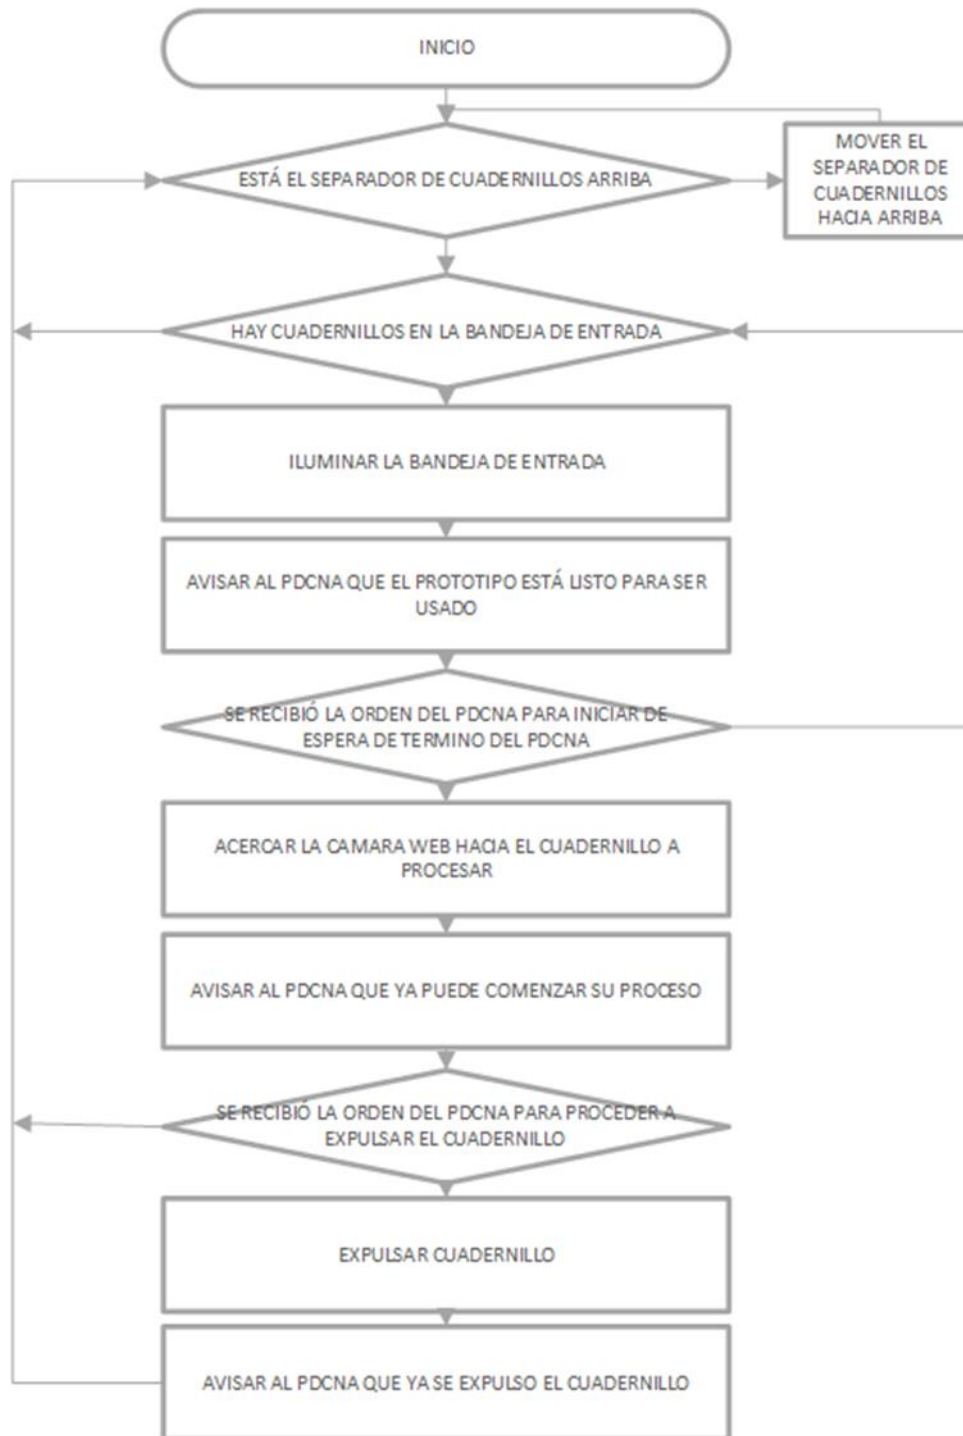 INICIO
ESTÁ EL SEPARADOR DE CUADERNILLOS ARRIBA
MOVER EL
SEPARADOR DE
CUADERNILLOS
HACIA ARRIBA
HAY CUADERNILLOS EN LA BANDEJA DE ENTRADA
ILUMINAR LA BANDEJA DE ENTRADA
AVISAR AL PDCNA QUE EL PROTOTIPO ESTÁ LISTO PARA SER
USADO
SE RECIBIÓ LA ORDEN DEL PDCNA PARA INICIAR DE
ESPERA DE TERMINO DEL PDCNA
ACERCAR LA CAMARA WEB HACIA EL CUADERNILLO A
PROCESAR
AVISAR AL PDCNA QUE YA PUEDE COMENZAR SU PROCESO
SE RECIBIÓ LA ORDEN DEL PDCNA PARA PROCEDER A
EXPULSAR EL CUADERNILLO
EXPULSAR CUADERNILLO
AVISAR AL PDCNA QUE YA SE EXPULSO EL CUADERNILLO